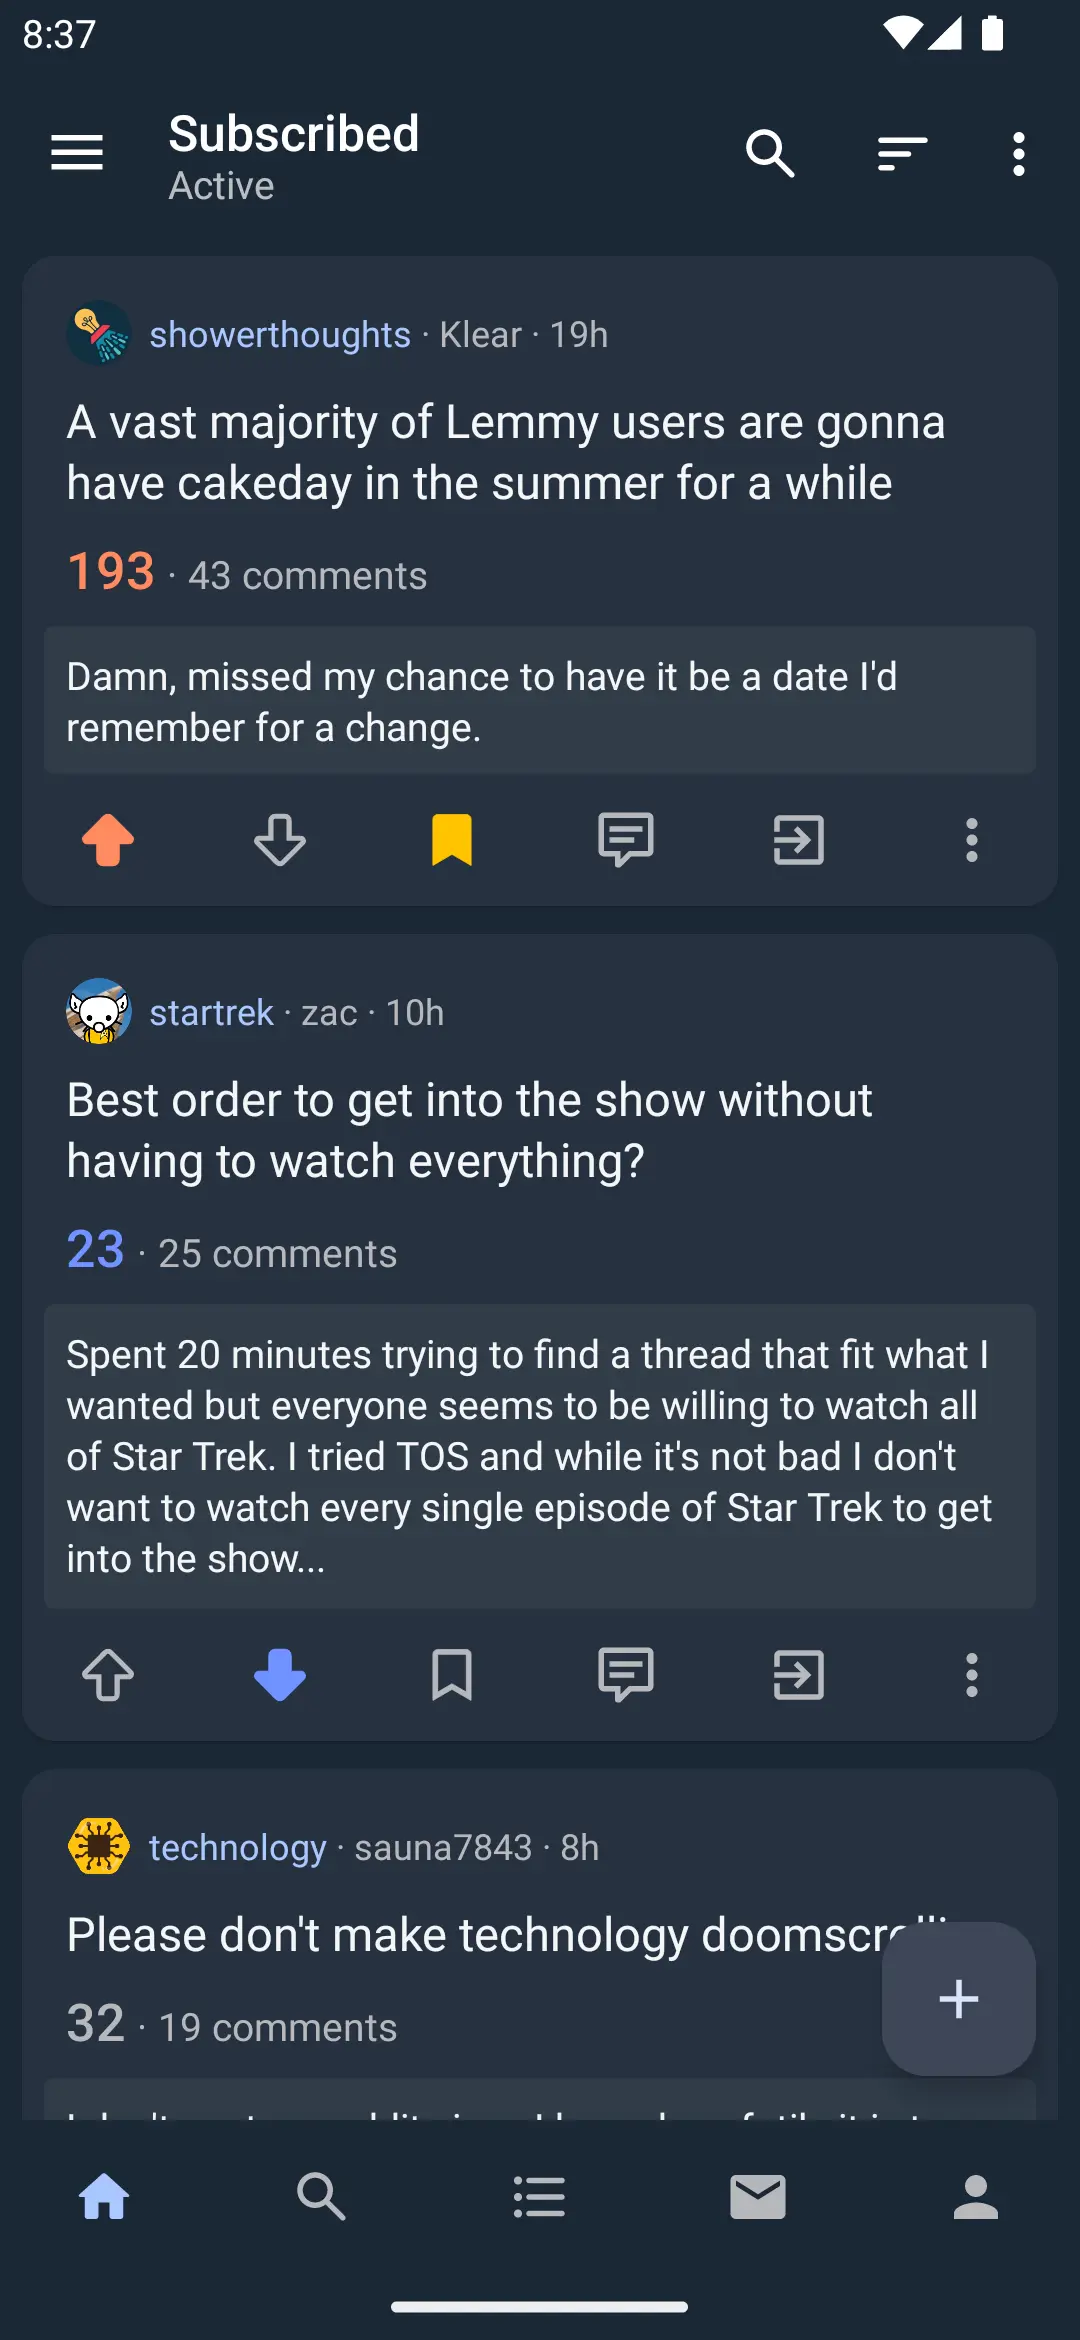 8:37
Subscribed
Active
showerthoughts · Klear · 19h
A vast majority of Lemmy users are gonna
have cakeday in the summer for a while
193 · 43 comments
Damn, missed my chance to have it be a date I'd
remember for a change.
startrek · zac · 10h
Best order to get into the show without
having to watch everything?
23 · 25 comments
Spent 20 minutes trying to find a thread that fit what I
wanted but everyone seems to be willing to watch all
of Star Trek. I tried TOS and while it's not bad I don't
want to watch every single episode of Star Trek to get
into the show...
technology · sauna7843 · 8h
Please don't make technology
32 · 19 comments